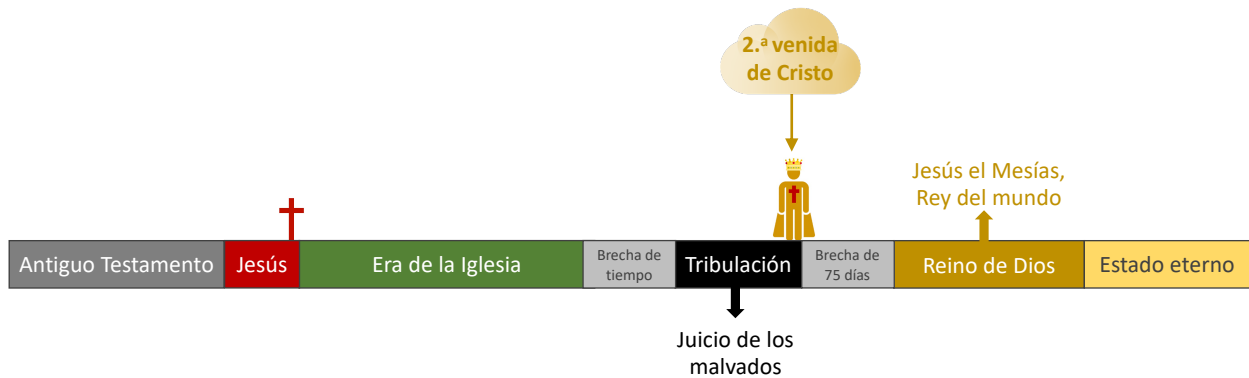 2.ª venida
de Cristo
Jesús el Mesías,
Rey del mundo
Antiguo Testamento
Jesús
Era de la Iglesia
Brecha de
tiempo
Tribulación
Brecha de
75 días
Reino de Dios
Estado eterno
Juicio de los
malvados